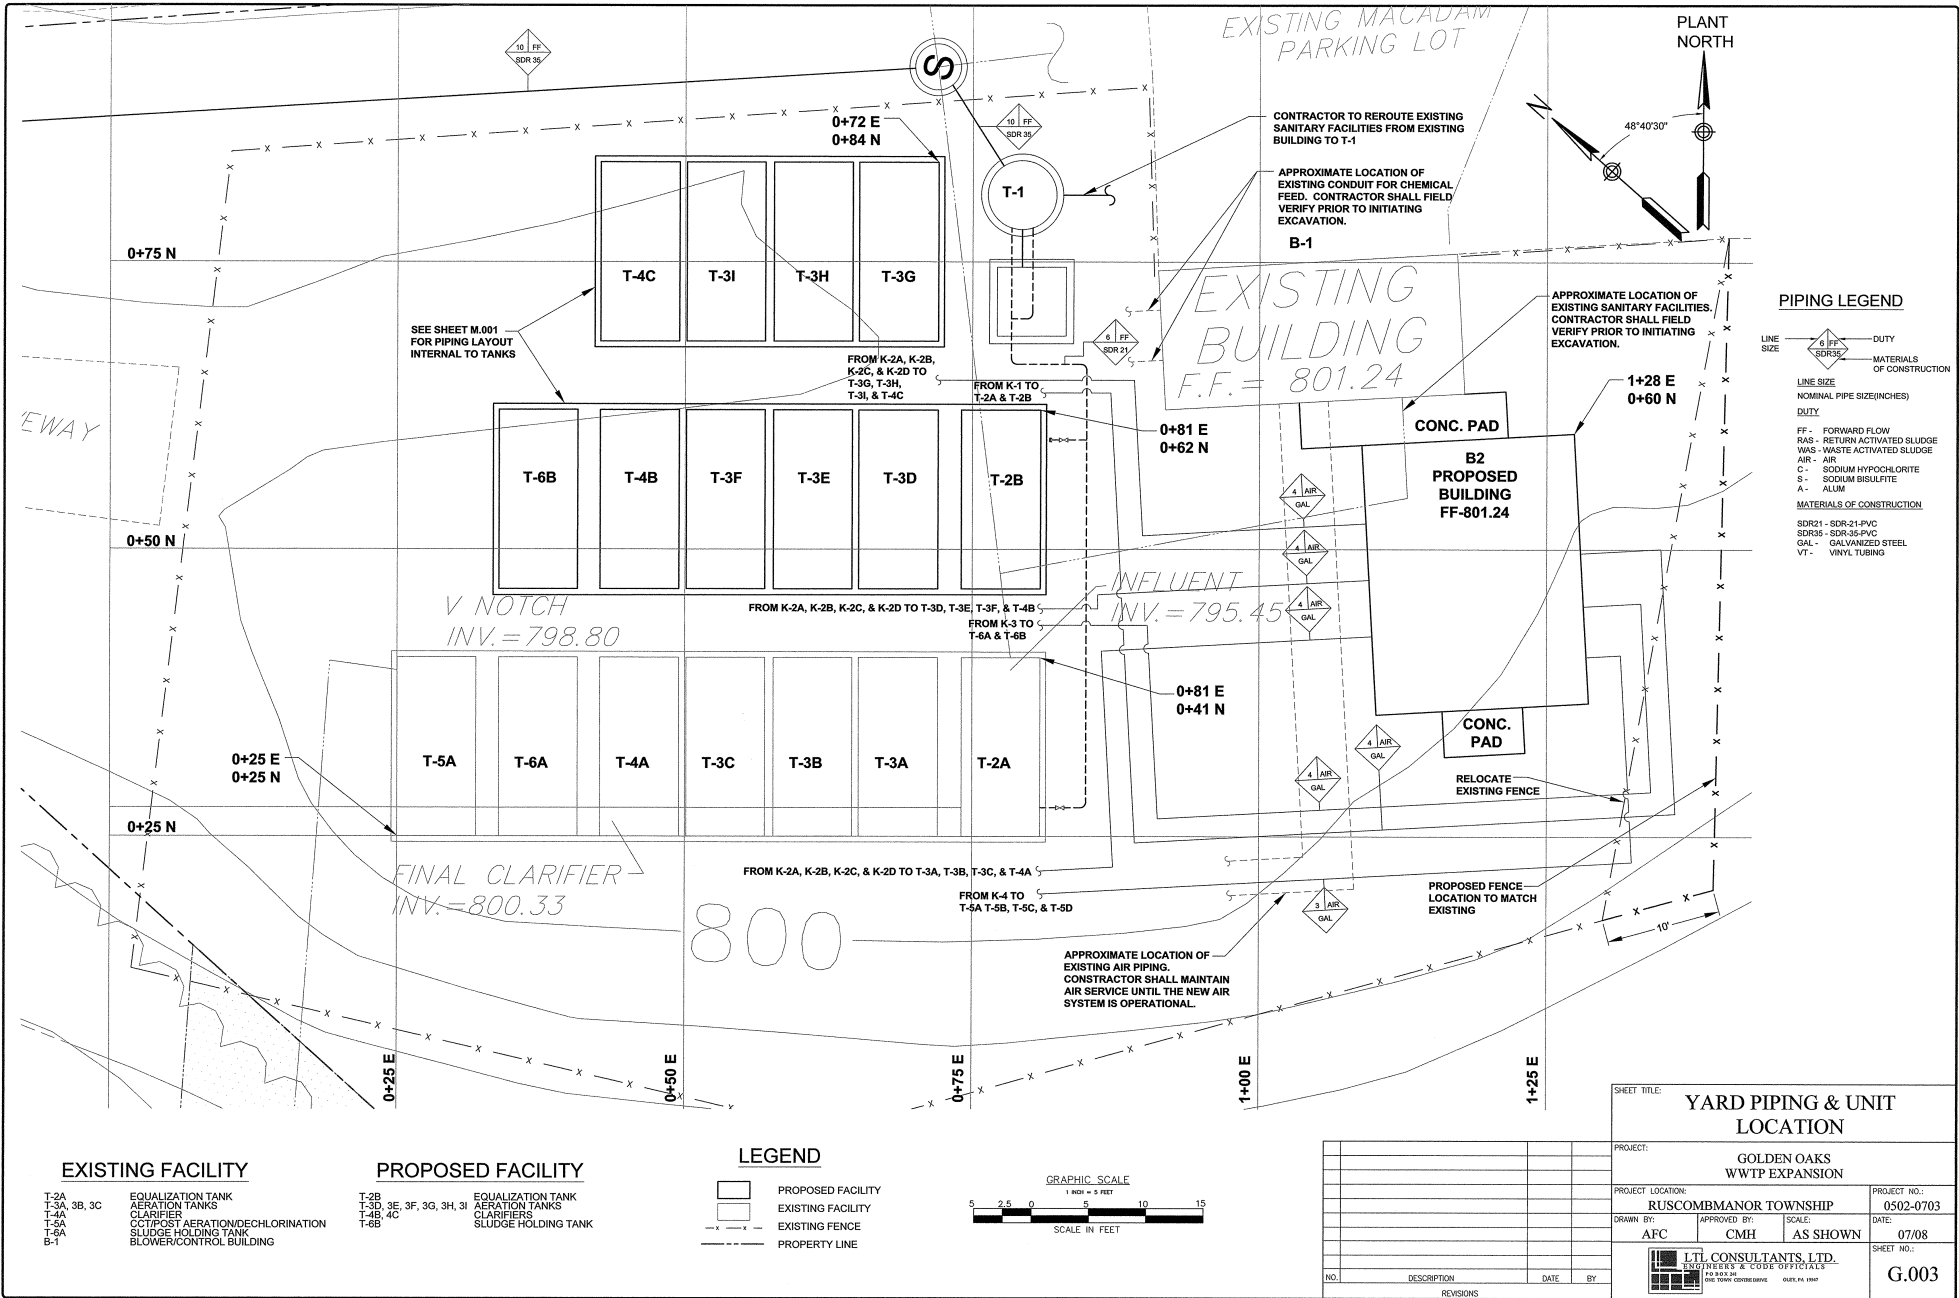 EXISTING MACADAM
PARKING LOT
PLANT
NORTH
N
48°40'30"
10 FF
SDR 35
S
0+72 E
0+84 N
10 FF
SDR 35
CONTRACTOR TO REROUTE EXISTING
SANITARY FACILITIES FROM EXISTING
BUILDING TO T-1
T-1
APPROXIMATE LOCATION OF
EXISTING CONDUIT FOR CHEMICAL
FEED. CONTRACTOR SHALL FIELD
VERIFY PRIOR TO INITIATING
EXCAVATION.
B-1
0+75 N
T-4C
T-3I
T-3H
T-3G
EXISTING
BUILDING
F.F.= 801.24
APPROXIMATE LOCATION OF
EXISTING SANITARY FACILITIES.
CONTRACTOR SHALL FIELD
VERIFY PRIOR TO INITIATING
EXCAVATION.
SEE SHEET M.001
FOR PIPING LAYOUT
INTERNAL TO TANKS
6 FF
SDR 21
FROM K-2A, K-2B,
K-2C, & K-2D TO
T-3G, T-3H,
T-3I, & T-4C
FROM K-1 TO
T-2A & T-2B
PIPING LEGEND
LINE
SIZE
6 FF
SDR35
DUTY
MATERIALS
OF CONSTRUCTION
LINE SIZE
NOMINAL PIPE SIZE(INCHES)
DUTY
FF - FORWARD FLOW
RAS - RETURN ACTIVATED SLUDGE
WAS - WASTE ACTIVATED SLUDGE
AIR - AIR
C - SODIUM HYPOCHLORITE
S - SODIUM BISULFITE
A - ALUM
MATERIALS OF CONSTRUCTION
SDR21 - SDR-21-PVC
SDR35 - SDR-35-PVC
GAL - GALVANIZED STEEL
VT - VINYL TUBING
1+28 E
0+60 N
EWAY
0+81 E
0+62 N
CONC. PAD
B2
PROPOSED
BUILDING
FF-801.24
T-6B
T-4B
T-3F
T-3E
T-3D
T-2B
4 AIR
GAL
4 AIR
GAL
4 AIR
GAL
0+50 N
V NOTCH
INV.=798.80
INFLUENT
INV.=795.45
FROM K-2A, K-2B, K-2C, & K-2D TO T-3D, T-3E, T-3F, & T-4B
FROM K-3 TO
T-6A & T-6B
0+81 E
0+41 N
CONC.
PAD
0+25 E
0+25 N
T-5A
T-6A
T-4A
T-3C
T-3B
T-3A
T-2A
4 AIR
GAL
4 AIR
GAL
RELOCATE
EXISTING FENCE
0+25 N
FINAL CLARIFIER
INV.=800.33
800
FROM K-2A, K-2B, K-2C, & K-2D TO T-3A, T-3B, T-3C, & T-4A
FROM K-4 TO
T-5A T-5B, T-5C, & T-5D
3 AIR
GAL
PROPOSED FENCE
LOCATION TO MATCH
EXISTING
10'
APPROXIMATE LOCATION OF
EXISTING AIR PIPING.
CONSTRACTOR SHALL MAINTAIN
AIR SERVICE UNTIL THE NEW AIR
SYSTEM IS OPERATIONAL.
0+25 E
0+50 E
0+75 E
1+00 E
1+25 E
EXISTING FACILITY
T-2A EQUALIZATION TANK
T-3A, 3B, 3C AERATION TANKS
T-4A CLARIFIER
T-5A CCT/POST AERATION/DECHLORINATION
T-6A SLUDGE HOLDING TANK
B-1 BLOWER/CONTROL BUILDING
PROPOSED FACILITY
T-2B EQUALIZATION TANK
T-3D, 3E, 3F, 3G, 3H, 3I AERATION TANKS
T-4B, 4C CLARIFIERS
T-6B SLUDGE HOLDING TANK
LEGEND
PROPOSED FACILITY
EXISTING FACILITY
EXISTING FENCE
PROPERTY LINE
GRAPHIC SCALE
1 INCH = 5 FEET
5 2.5 0 5 10 15
SCALE IN FEET
NO. DESCRIPTION DATE BY
REVISIONS
SHEET TITLE:
YARD PIPING & UNIT
LOCATION
PROJECT:
GOLDEN OAKS
WWTP EXPANSION
PROJECT LOCATION:
RUSCOMBMANOR TOWNSHIP
PROJECT NO.:
0502-0703
DRAWN BY:
AFC
APPROVED BY:
CMH
SCALE:
AS SHOWN
DATE:
07/08
LTL CONSULTANTS, LTD.
ENGINEERS & CODE OFFICIALS
P O BOX 241
ONE TOWN CENTRE DRIVE OLEY, PA 19547
SHEET NO.:
G.003